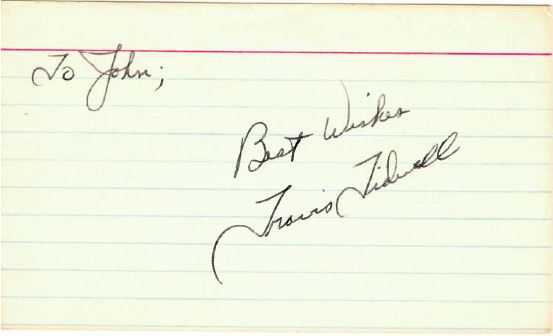 To John;
Best Wishes
Travis Tidwell